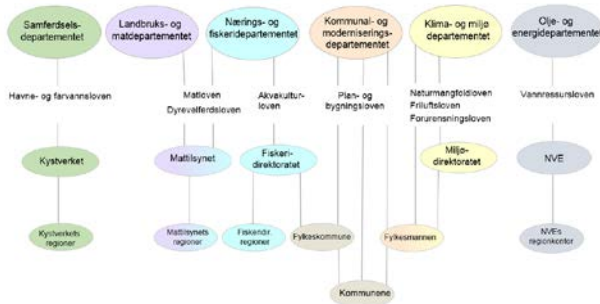 Samferdsels-
departementet
Landbruks- og
matdepartementet
Nærings- og
fiskeridepartementet
Kommunal- og
moderniserings-
departementet
Klima- og miljø
departementet
Olje- og
energidepartementet
Havne- og farvannsloven
Matloven
Dyrevelferdsloven
Akvakultur-
loven
Plan- og
bygningsloven
Naturmangfoldloven
Friluftsloven
Forurensningsloven
Vannressursloven
Kystverket
Mattilsynet
Fiskeri-
direktoratet
Miljø-
direktoratet
NVE
Kystverkets
regioner
Mattilsynets
regioner
Fiskeridir.
regioner
Fylkeskommune
Fylkesmannen
NVEs
regionkontor
Kommunene